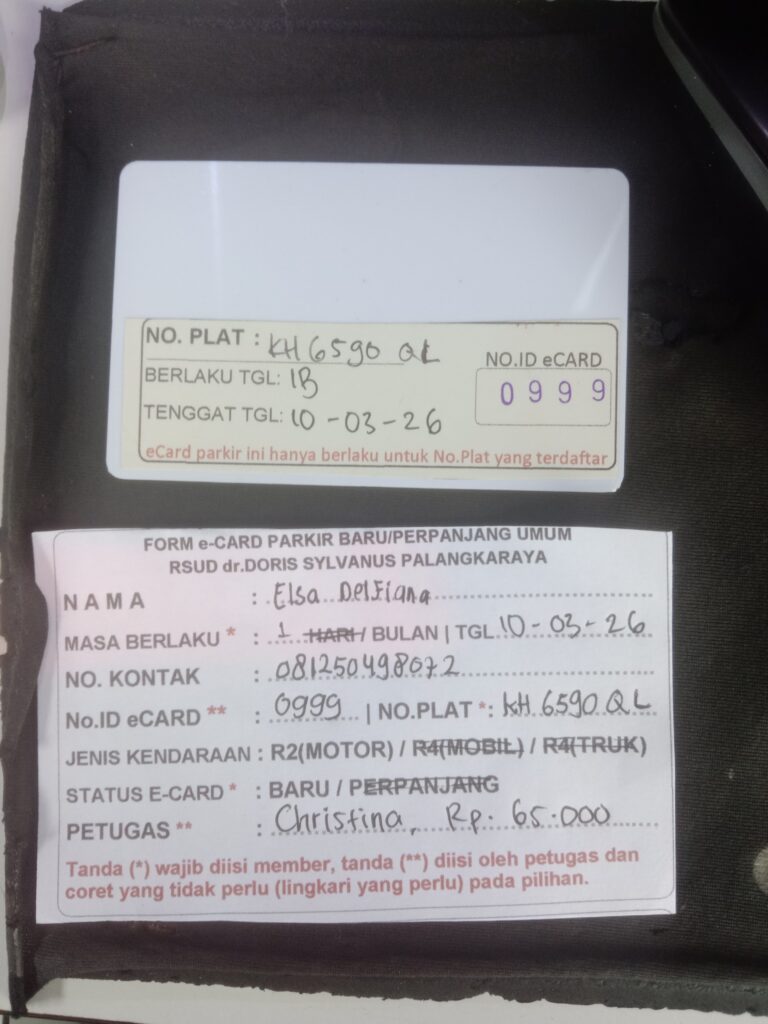 NO. PLAT : KH 6590 QL
BERLAKU TGL: 1B
NO.ID eCARD
0999
TENGGAT TGL: 10-03-26
eCard parkir ini hanya berlaku untuk No.Plat yang terdaftar
FORM e-CARD PARKIR BARU/PERPANJANG UMUM
RSUD dr.DORIS SYLVANUS PALANGKARAYA
NAMA : Elsa Delfiana
MASA BERLAKU * : 1 HARI / BULAN | TGL 10-03-26
NO. KONTAK : 081250498072
No.ID eCARD ** : 0999 | NO.PLAT *: KH 6590 QL
JENIS KENDARAAN : R2(MOTOR) / R4(MOBIL) / R4(TRUK)
STATUS E-CARD * : BARU / PERPANJANG
PETUGAS ** : Christina, Rp. 65.000
Tanda (*) wajib diisi member, tanda (**) diisi oleh petugas dan
coret yang tidak perlu (lingkari yang perlu) pada pilihan.